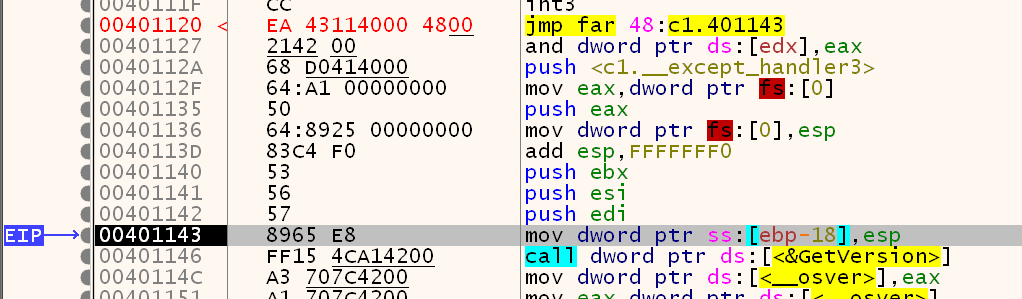 0040111F CC int3
00401120 < EA 43114000 4800 jmp far 48:c1.401143
00401127 2142 00 and dword ptr ds:[edx],eax
0040112A 68 D0414000 push <c1.__except_handler3>
0040112F 64:A1 00000000 mov eax,dword ptr fs:[0]
00401135 50 push eax
00401136 64:8925 00000000 mov dword ptr fs:[0],esp
0040113D 83C4 F0 add esp,FFFFFFF0
00401140 53 push ebx
00401141 56 push esi
00401142 57 push edi
EIP 00401143 8965 E8 mov dword ptr ss:[ebp-18],esp
00401146 FF15 4CA14200 call dword ptr ds:[<&GetVersion>]
0040114C A3 707C4200 mov dword ptr ds:[<__osver>],eax
00401151 A1 707C4200 mov eax,dword ptr ds:[<__osver>]